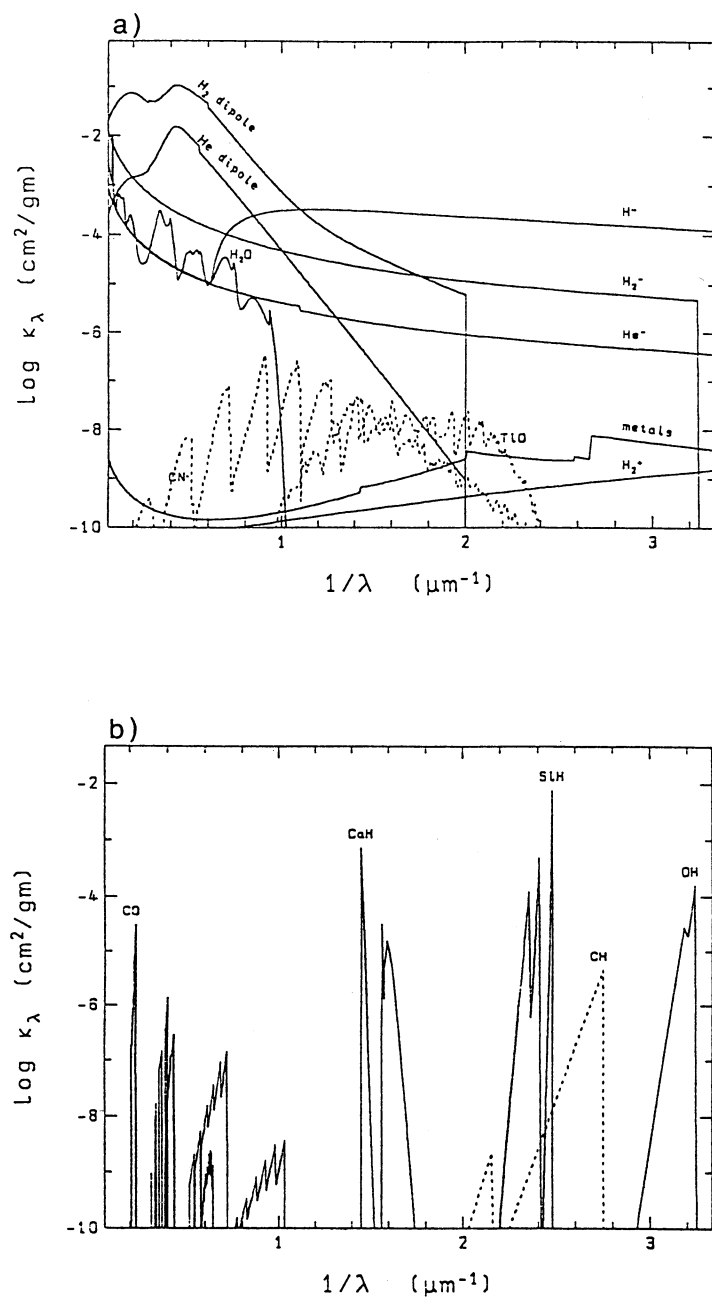 a)
H₂ dipole
He dipole
H⁻
H₂O
H₂⁻
He⁻
TiO
metals
CN
H₂⁺
-2
-4
-6
-8
-10
Log κλ (cm²/gm)
1 2 3
1/λ (μm⁻¹)
b)
SiH
CaH
OH
CO
CH
-2
-4
-6
-8
-10
Log κλ (cm²/gm)
1 2 3
1/λ (μm⁻¹)